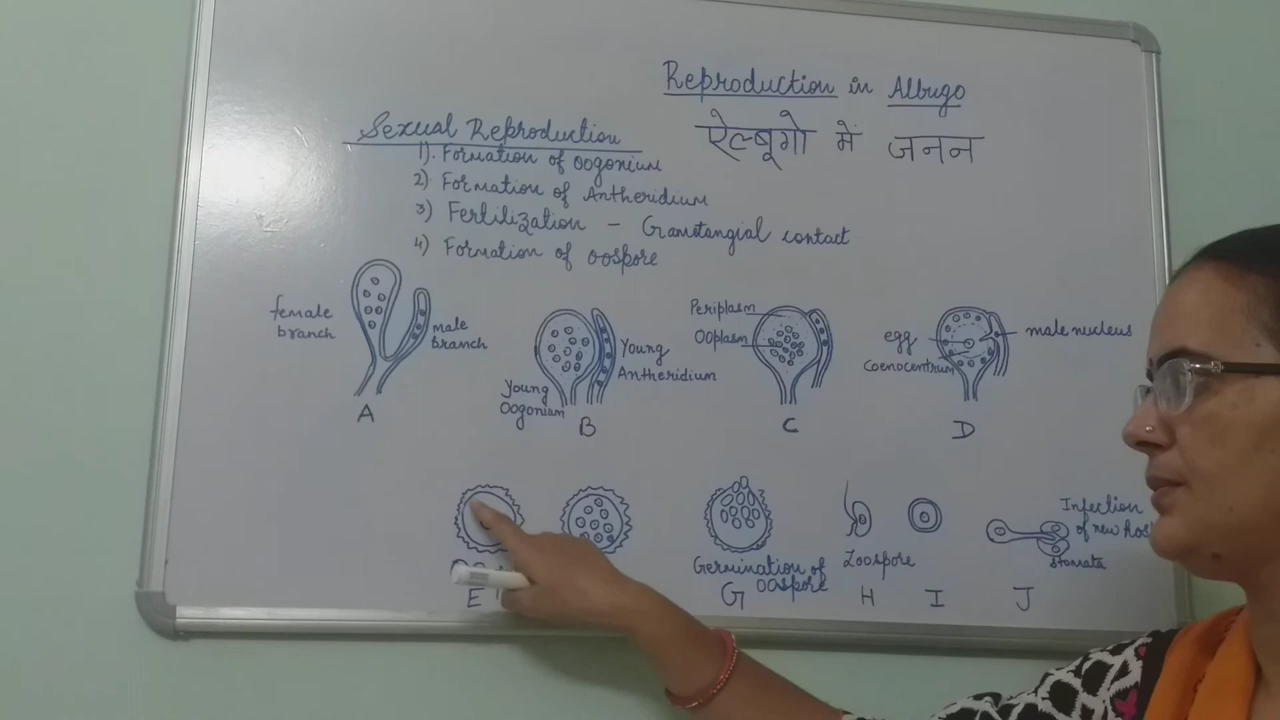 Reproduction in Albugo
ऐल्बूगो में जनन
Sexual Reproduction
1). Formation of oogonium
2) Formation of Antheridium
3) Fertilization - Gametangial contact
4) Formation of oospore
female
branch
male
branch
A
Young
Oogonium
Young
Antheridium
B
Periplasm
Ooplasm
C
egg
Coenocentrum
male nucleus
D
E
Germination of
oospore
G
Zoospore
H
I
Infection
of new
stomata
J